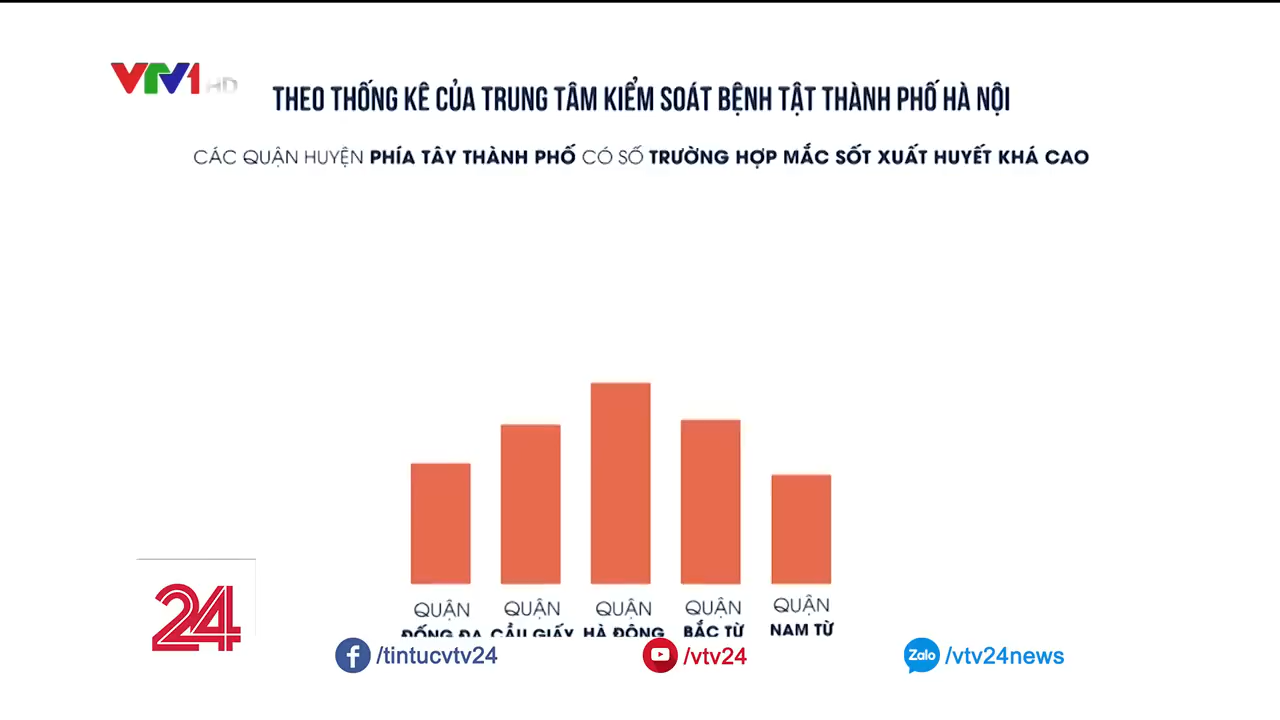 VTV1 HD
THEO THỐNG KÊ CỦA TRUNG TÂM KIỂM SOÁT BỆNH TẬT THÀNH PHỐ HÀ NỘI
CÁC QUẬN HUYỆN PHÍA TÂY THÀNH PHỐ CÓ SỐ TRƯỜNG HỢP MẮC SỐT XUẤT HUYẾT KHÁ CAO
QUẬN QUẬN QUẬN QUẬN QUẬN
ĐỐNG ĐA CẦU GIẤY HÀ ĐÔNG BẮC TỪ NAM TỪ
24
/tintucvtv24 /vtv24 Zalo /vtv24news